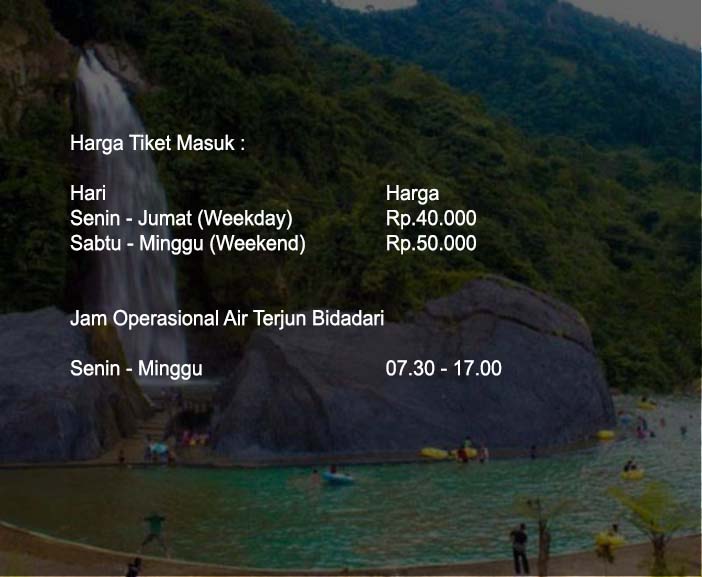 Harga Tiket Masuk :
Hari Harga
Senin - Jumat (Weekday) Rp.40.000
Sabtu - Minggu (Weekend) Rp.50.000
Jam Operasional Air Terjun Bidadari
Senin - Minggu 07.30 - 17.00